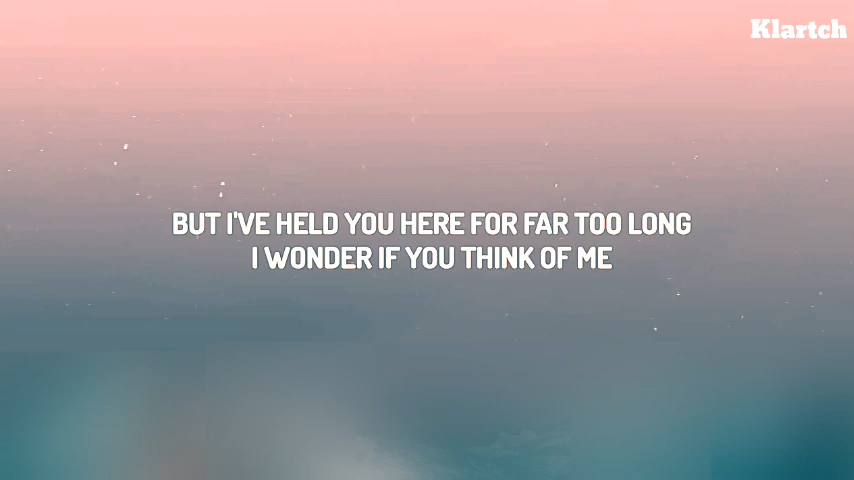 Klartch
BUT I'VE HELD YOU HERE FOR FAR TOO LONG
I WONDER IF YOU THINK OF ME